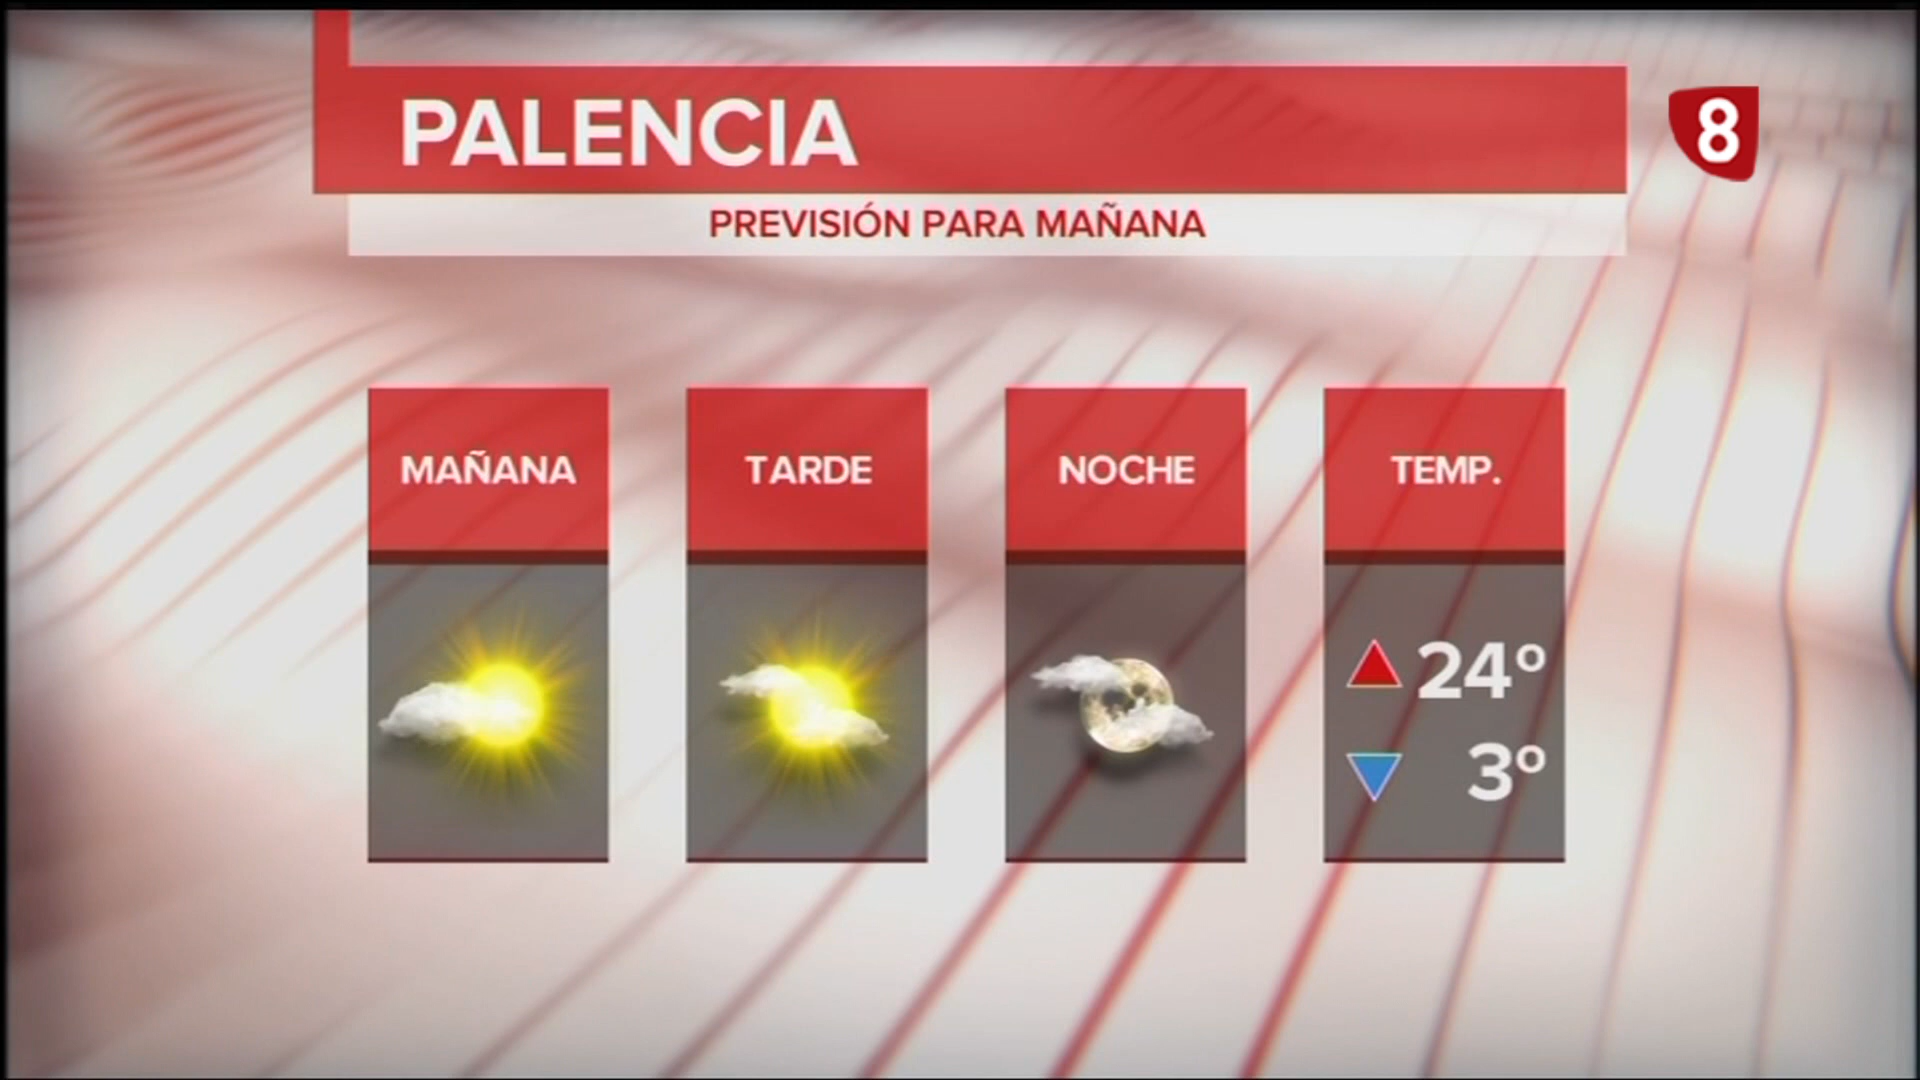 PALENCIA
8
PREVISIÓN PARA MAÑANA
MAÑANA
TARDE
NOCHE
TEMP.
24º
3º